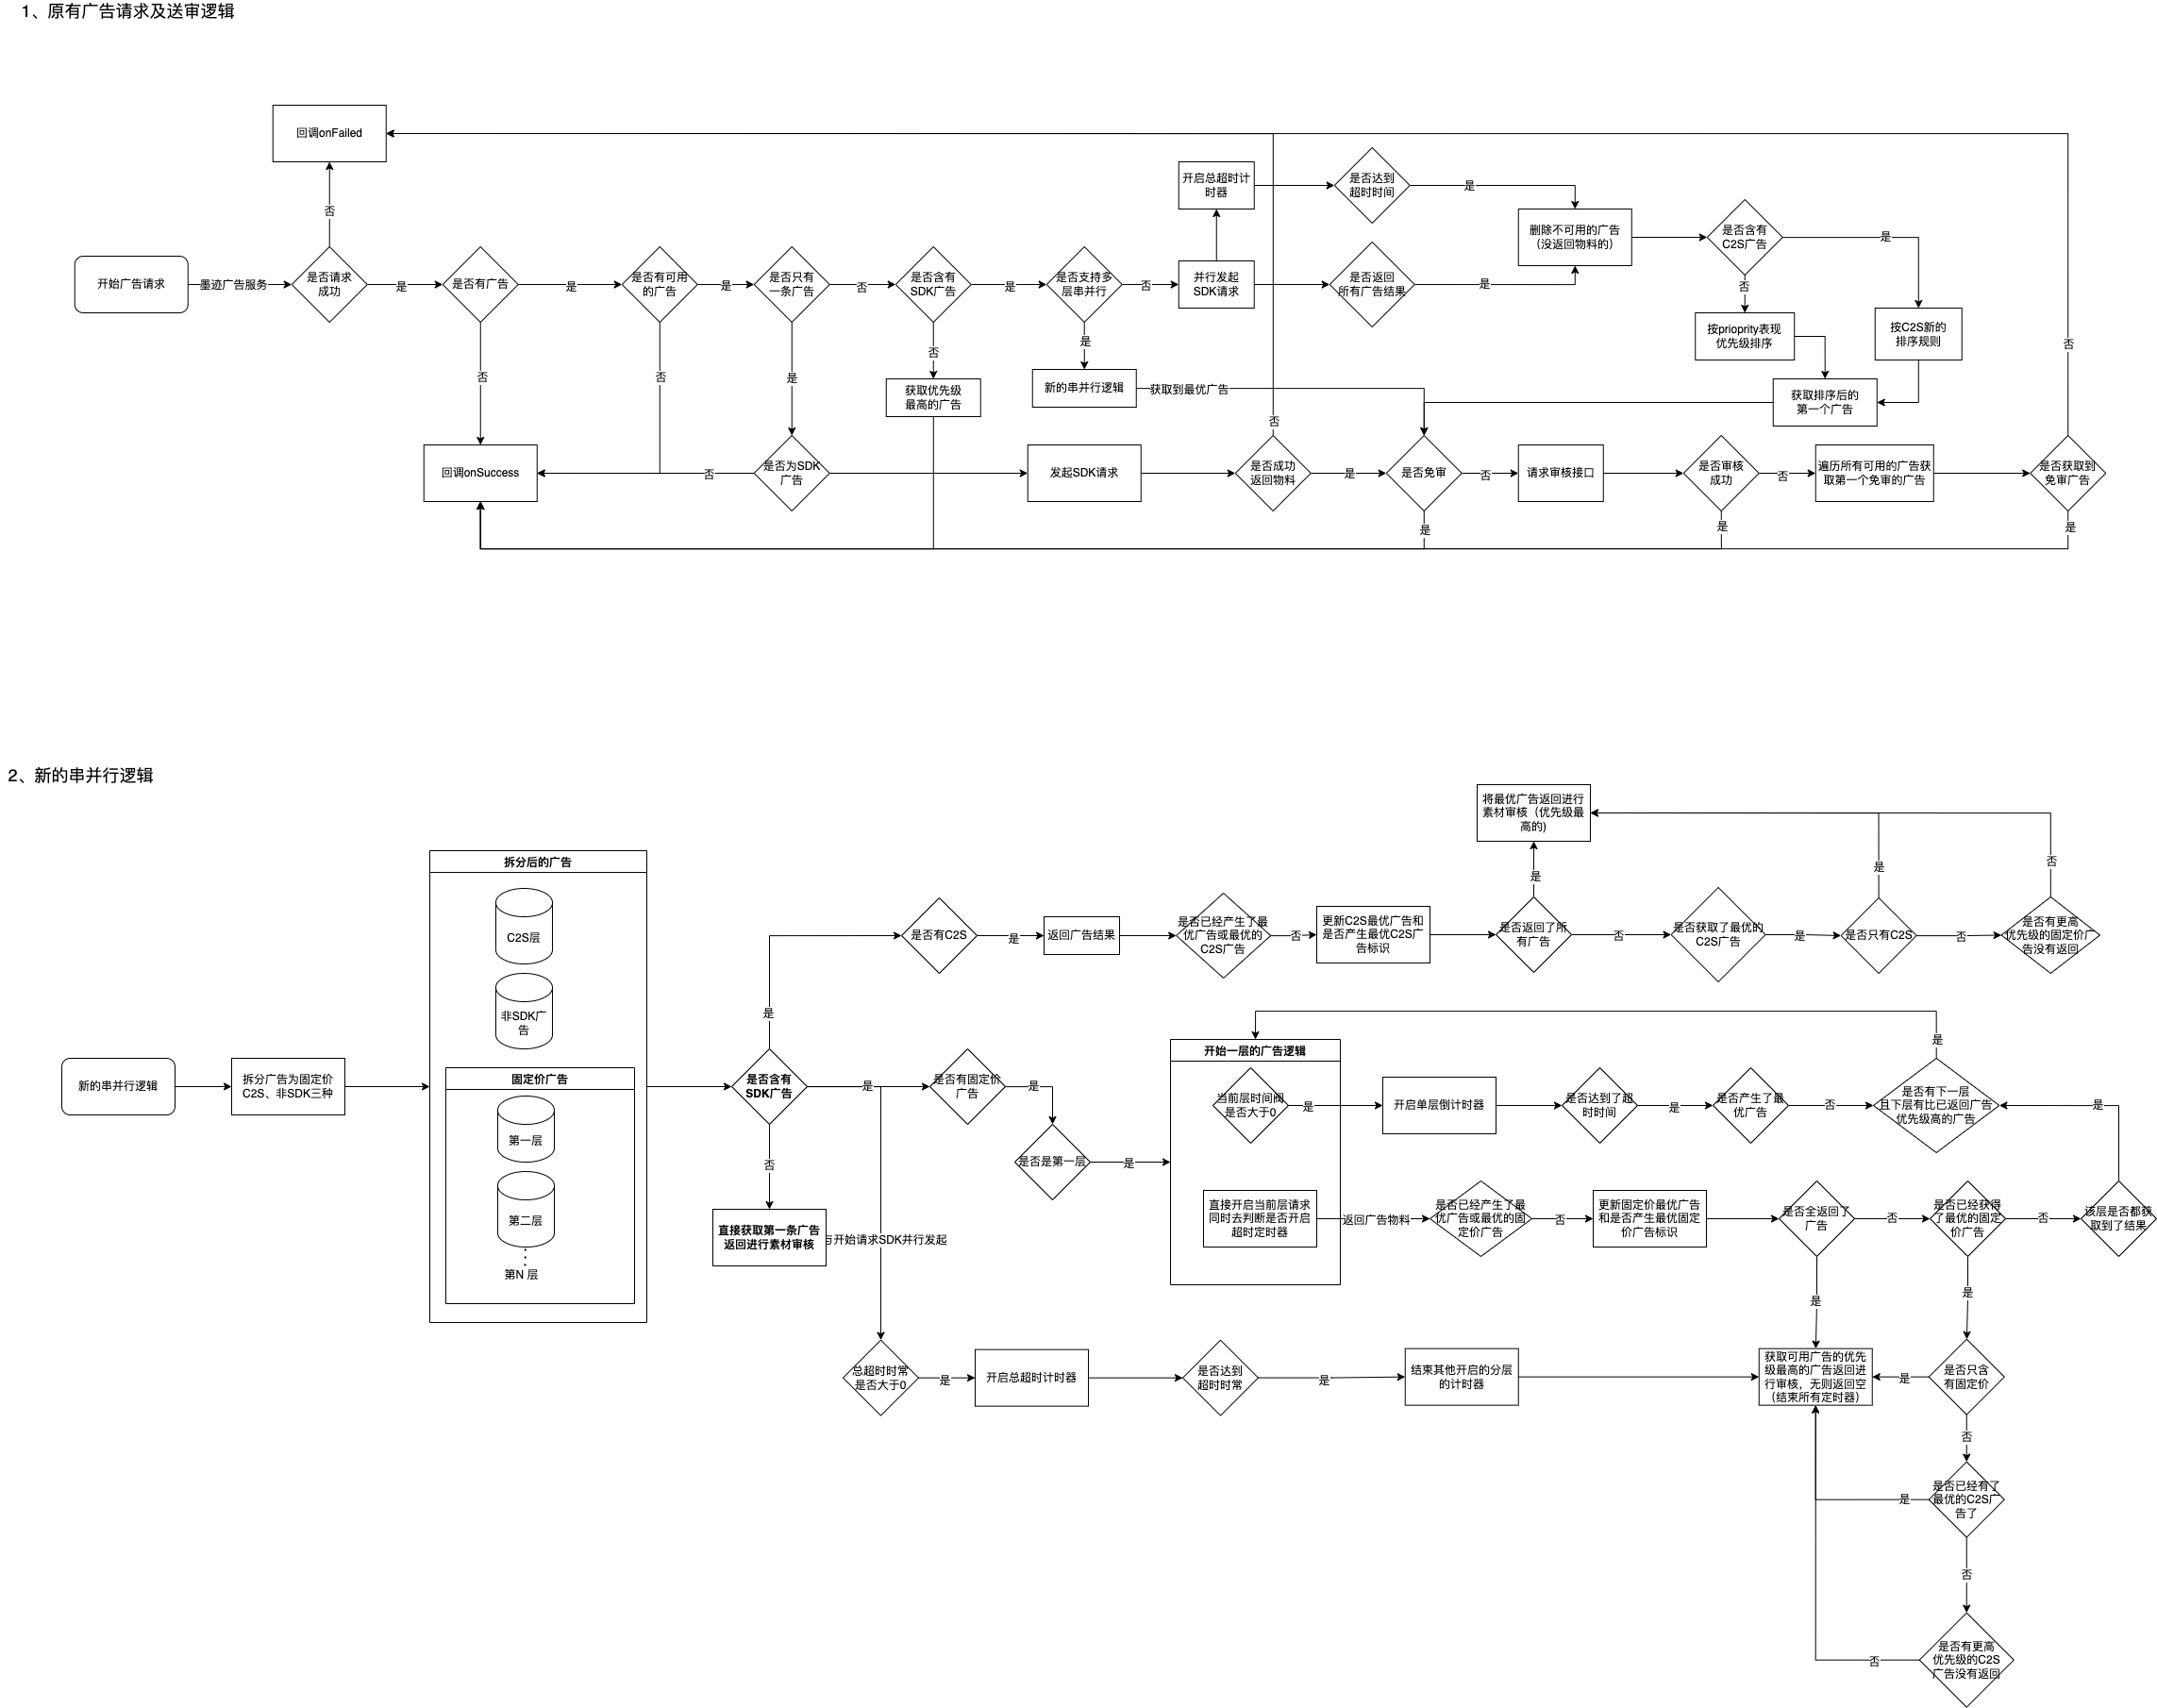 1、原有广告请求及送审逻辑
回调onFailed
否
开始广告请求
墨迹广告服务
是否请求
成功
是
是否有广告
是
是否有可用
的广告
是
是否只有
一条广告
否
是否含有
SDK广告
是
是否支持多
层串并行
否
并行发起
SDK请求
开启总超时计
时器
是否达到
超时时间
是
是否返回
所有广告结果
是
删除不可用的广告
（没返回物料的）
是否含有
C2S广告
是
否
按prioprity表现
优先级排序
按C2S新的
排序规则
获取排序后的
第一个广告
否
否
是
否
获取优先级
最高的广告
是
新的串并行逻辑
获取到最优广告
回调onSuccess
否
是否为SDK
广告
发起SDK请求
否
是否成功
返回物料
是
是否免审
否
请求审核接口
是否审核
成功
否
遍历所有可用的广告获
取第一个免审的广告
否
是否获取到
免审广告
是
是
是
2、新的串并行逻辑
新的串并行逻辑
拆分广告为固定价
C2S、非SDK三种
拆分后的广告
C2S层
非SDK广
告
固定价广告
第一层
第二层
第N 层
是否含有
SDK广告
是
是否有C2S
是
返回广告结果
是否已经产生了最
优广告或最优的
C2S广告
否
更新C2S最优广告和
是否产生最优C2S广
告标识
是否返回了所
有广告
是
将最优广告返回进行
素材审核（优先级最
高的)
否
是否获取了最优的
C2S广告
是
是否只有C2S
是
否
是否有更高
优先级的固定价广
告没有返回
否
是
是否有固定价
广告
是
是否是第一层
是
开始一层的广告逻辑
当前层时间阀
是否大于0
是
开启单层倒计时器
是否达到了超
时时间
是
是否产生了最
优广告
否
是否有下一层
且下层有比已返回广告
优先级高的广告
是
是
直接开启当前层请求
同时去判断是否开启
超时定时器
返回广告物料
是否已经产生了最
优广告或最优的固
定价广告
否
更新固定价最优广告
和是否产生最优固定
价广告标识
是否全返回了
广告
否
是否已经获得
了最优的固定
价广告
否
该层是否都获
取到了结果
否
直接获取第一条广告
返回进行素材审核
与开始请求SDK并行发起
总超时时常
是否大于0
是
开启总超时计时器
是否达到
超时时常
是
结束其他开启的分层
的计时器
是
获取可用广告的优先
级最高的广告返回进
行审核，无则返回空
（结束所有定时器）
是
是否只含
有固定价
是
否
是否已经有了
最优的C2S广
告了
是
否
是否有更高
优先级的C2S
广告没有返回
否